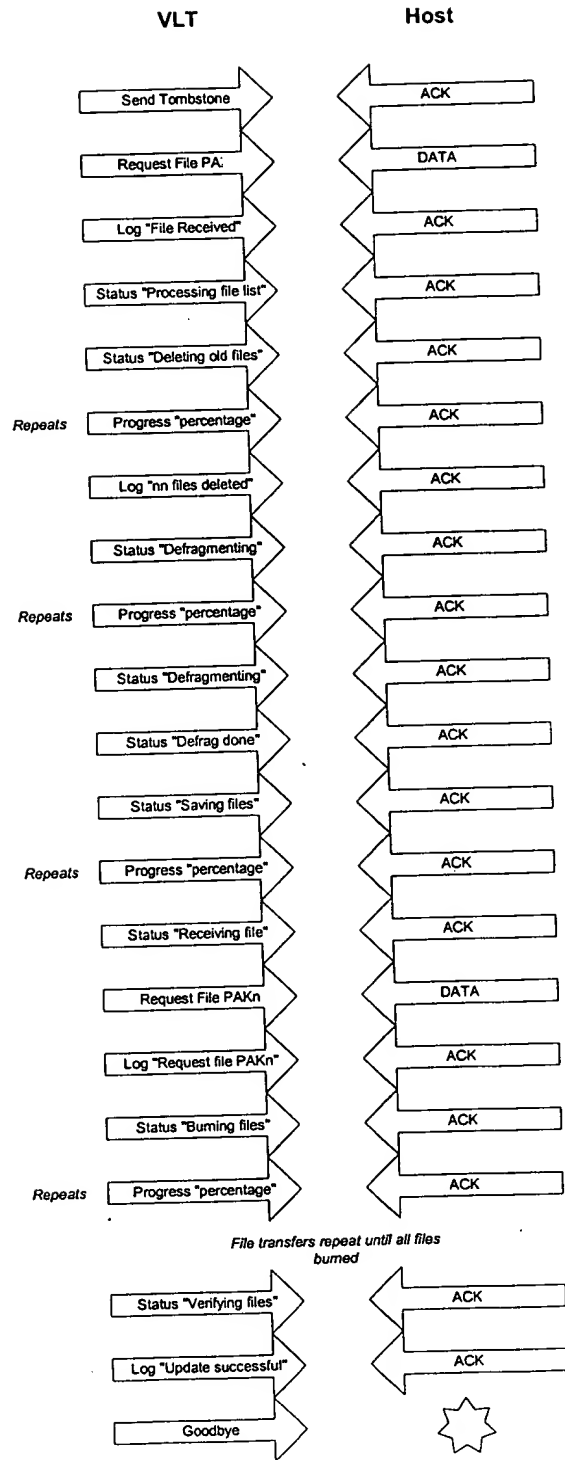 VLT Host
Send Tombstone ACK
Request File PA: DATA
Log "File Received" ACK
Status "Processing file list" ACK
Status "Deleting old files" ACK
Repeats Progress "percentage" ACK
Log "nn files deleted" ACK
Status "Defragmenting" ACK
Repeats Progress "percentage" ACK
Status "Defragmenting" ACK
Status "Defrag done" ACK
Status "Saving files" ACK
Repeats Progress "percentage" ACK
Status "Receiving file" ACK
Request File PAKn DATA
Log "Request file PAKn" ACK
Status "Burning files" ACK
Repeats Progress "percentage" ACK
File transfers repeat until all files
burned
Status "Verifying files" ACK
Log "Update successful" ACK
Goodbye